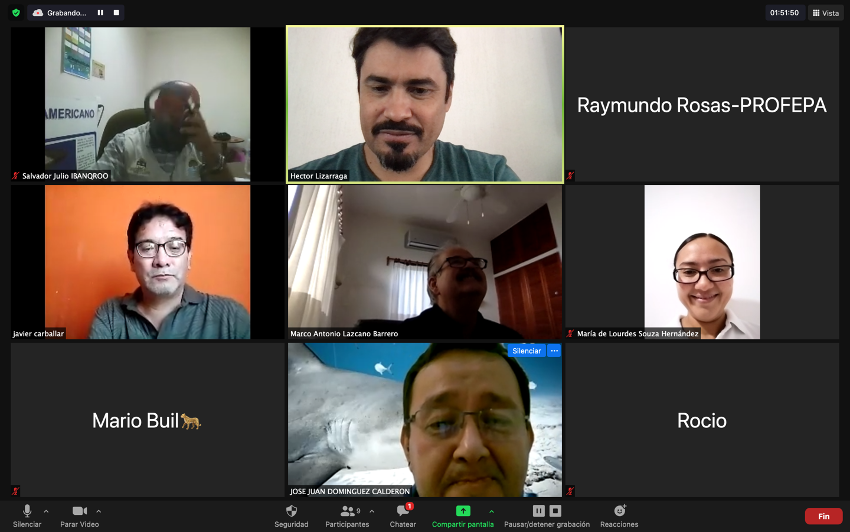 Grabando...
01:51:50
Vista
AMERICANO
Salvador Julio IBANQROO
Hector Lizarraga
Raymundo Rosas-PROFEPA
javier carballar
Marco Antonio Lazcano Barrero
María de Lourdes Souza Hernández
Mario Buil🐆
Silenciar
JOSE JUAN DOMINGUEZ CALDERON
Rocio
Silenciar
Parar Video
Seguridad
Participantes
9
Chatear
1
Compartir pantalla
Pausar/detener grabación
Reacciones
Fin